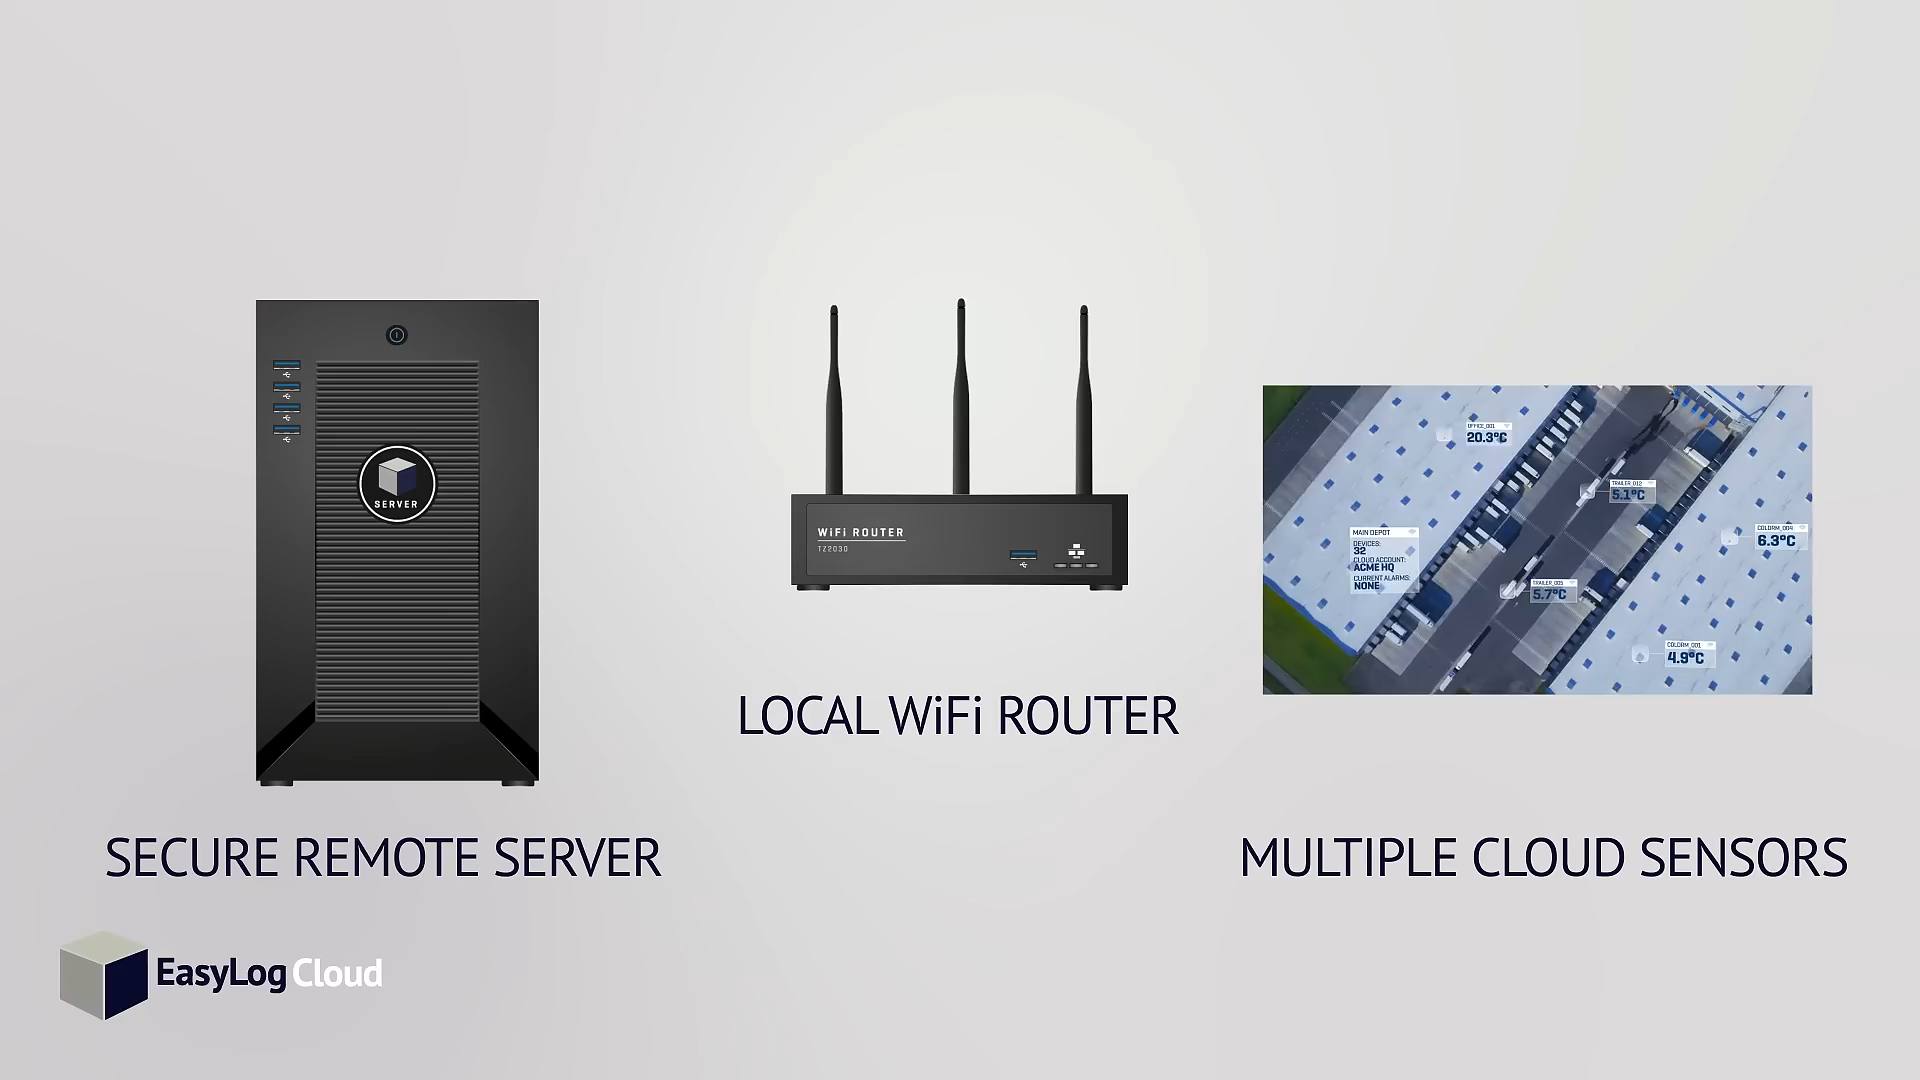 SERVER
WiFi ROUTER
TZ2030
OFFICE_001
20.3°C
TRAILER_012
5.1°C
COLDRM_004
6.3°C
MAIN DEPOT
DEVICES:
32
CLOUD ACCOUNT:
ACME HQ
CURRENT ALARMS:
NONE
TRAILER_005
5.7°C
COLDRM_001
4.9°C
LOCAL WiFi ROUTER
SECURE REMOTE SERVER
MULTIPLE CLOUD SENSORS
EasyLog Cloud